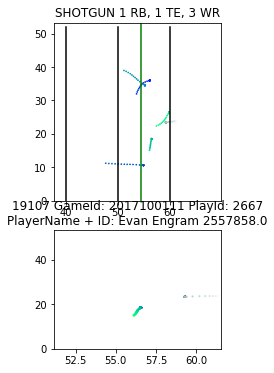 SHOTGUN 1 RB, 1 TE, 3 WR
50
40
30
20
10
0
40 50 60
19107 GameId: 2017100111 PlayId: 2667
PlayerName + ID: Evan Engram 2557858.0
40
20
0
52.5 55.0 57.5 60.0